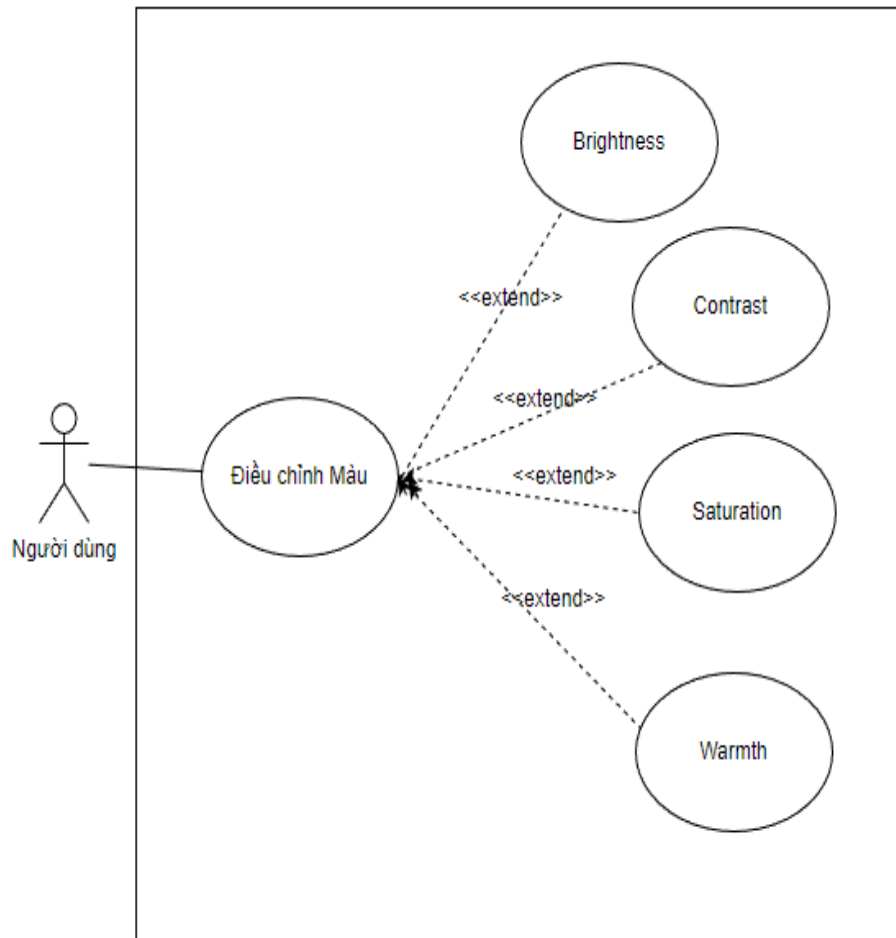 Brightness
<<extend>>
Contrast
<<extend>>
Điều chỉnh Màu
<<extend>>
Saturation
Người dùng
<<extend>>
Warmth